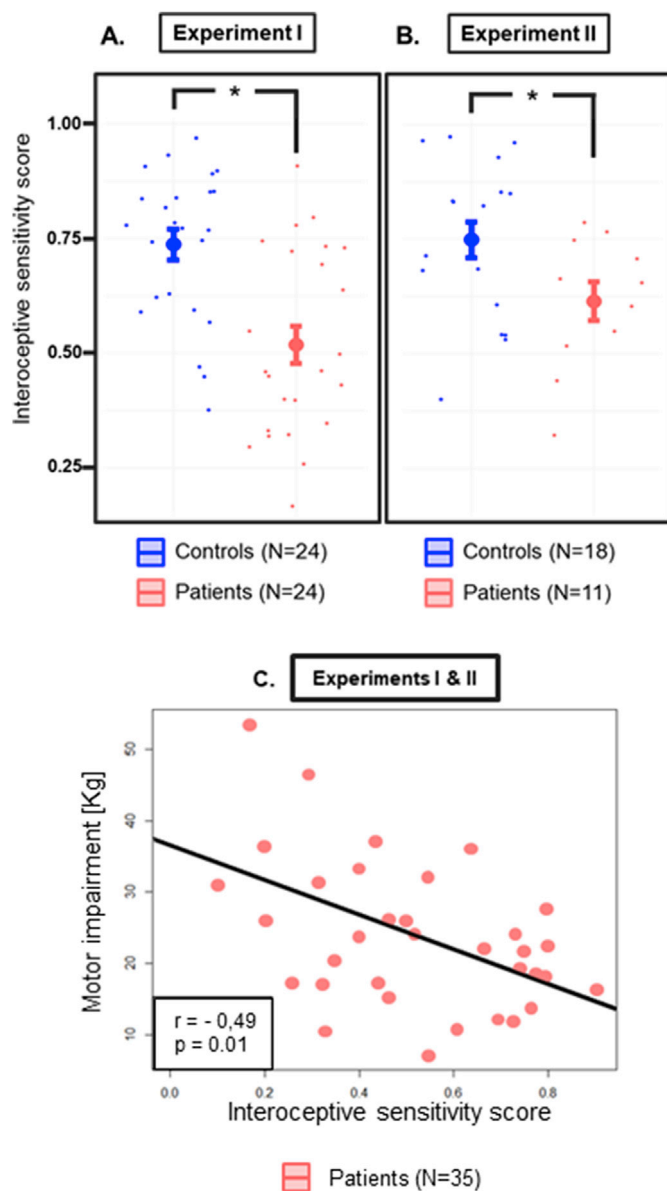 A. Experiment I
B. Experiment II
Interoceptive sensitivity score
1.00
0.75
0.50
0.25
*
*
Controls (N=24)
Patients (N=24)
Controls (N=18)
Patients (N=11)
C. Experiments I & II
Motor impairment [Kg]
50
40
30
20
10
r = - 0,49
p = 0.01
0.0 0.2 0.4 0.6 0.8
Interoceptive sensitivity score
Patients (N=35)